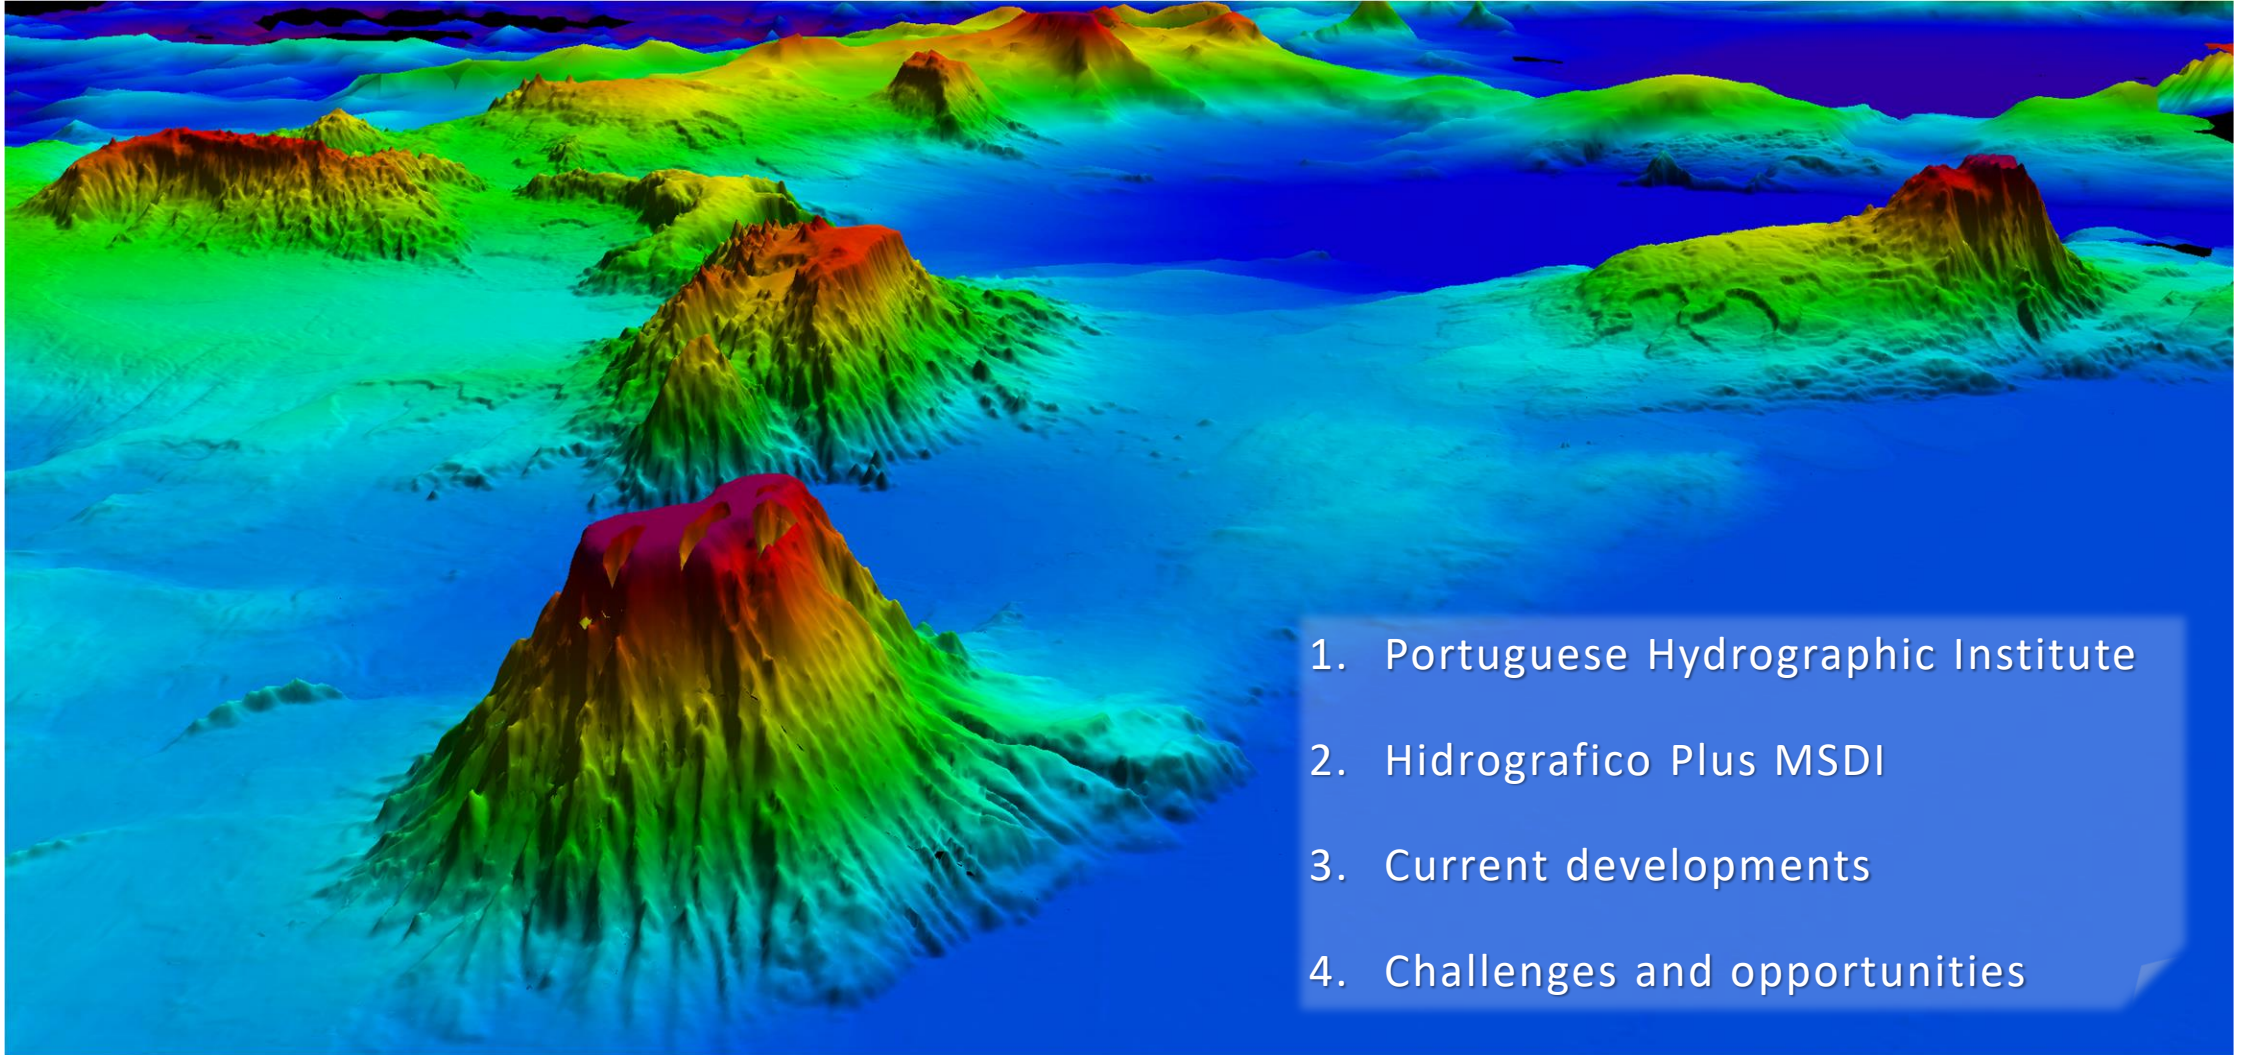 1. Portuguese Hydrographic Institute
2. Hidrografico Plus MSDI
3. Current developments
4. Challenges and opportunities